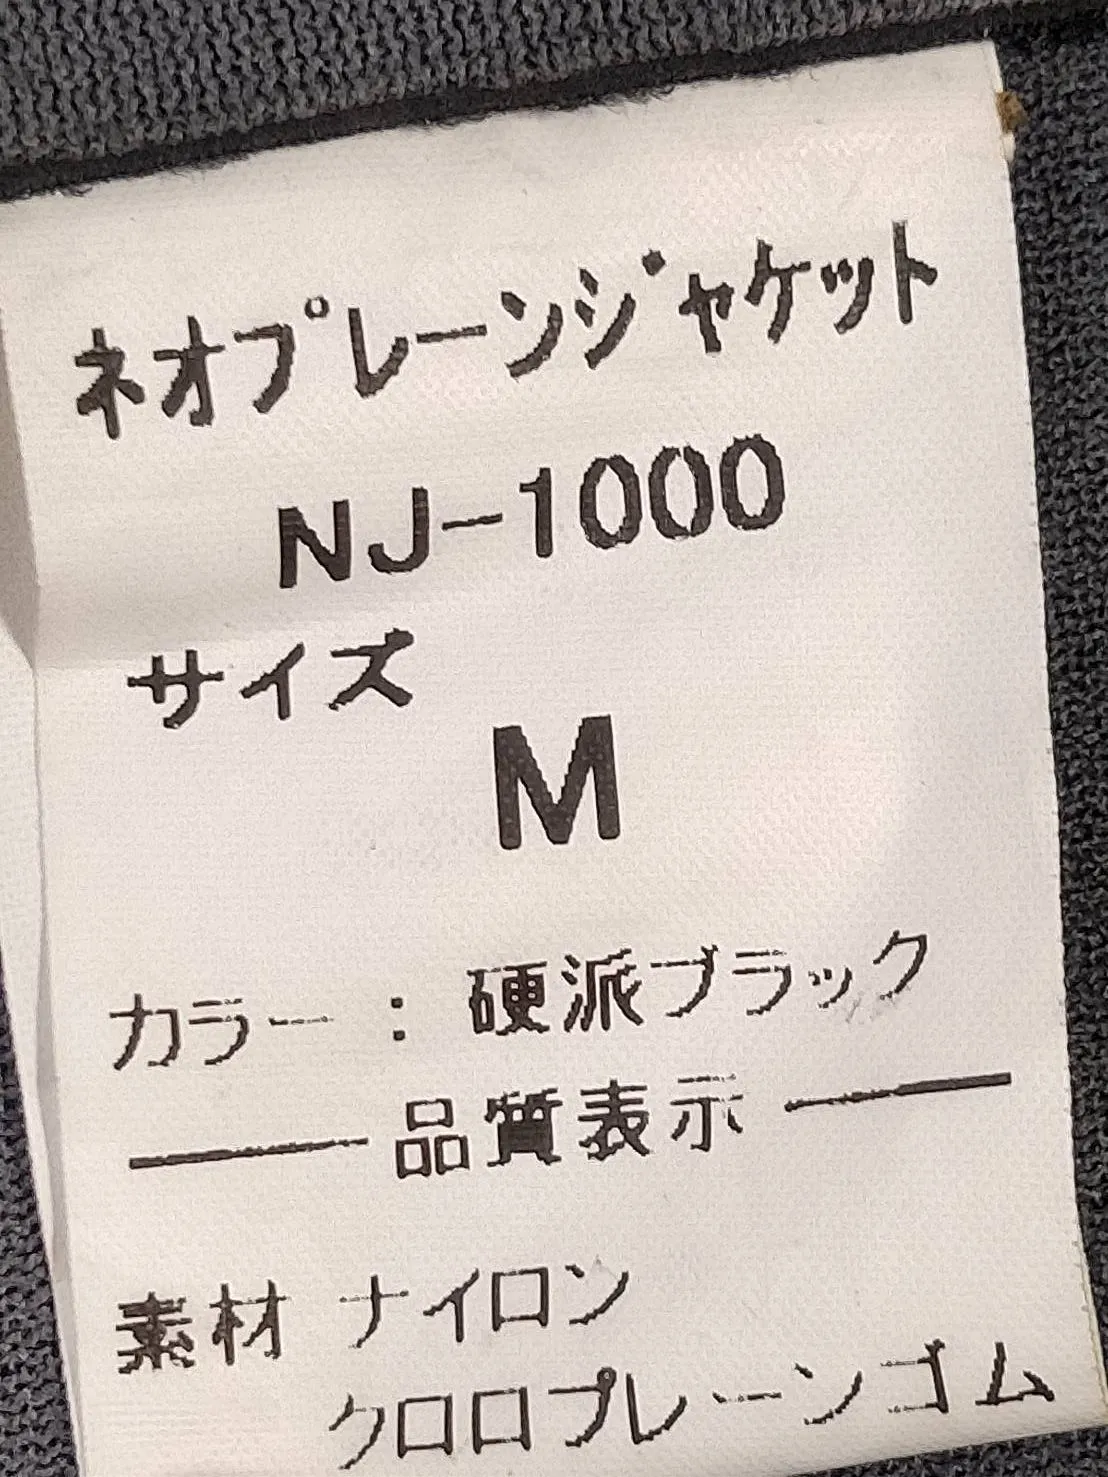 ネオプレーンジャケット
NJ-1000
サイズ
M
カラー：硬派ブラック
品質表示
素材 ナイロン
クロロプレーンゴム